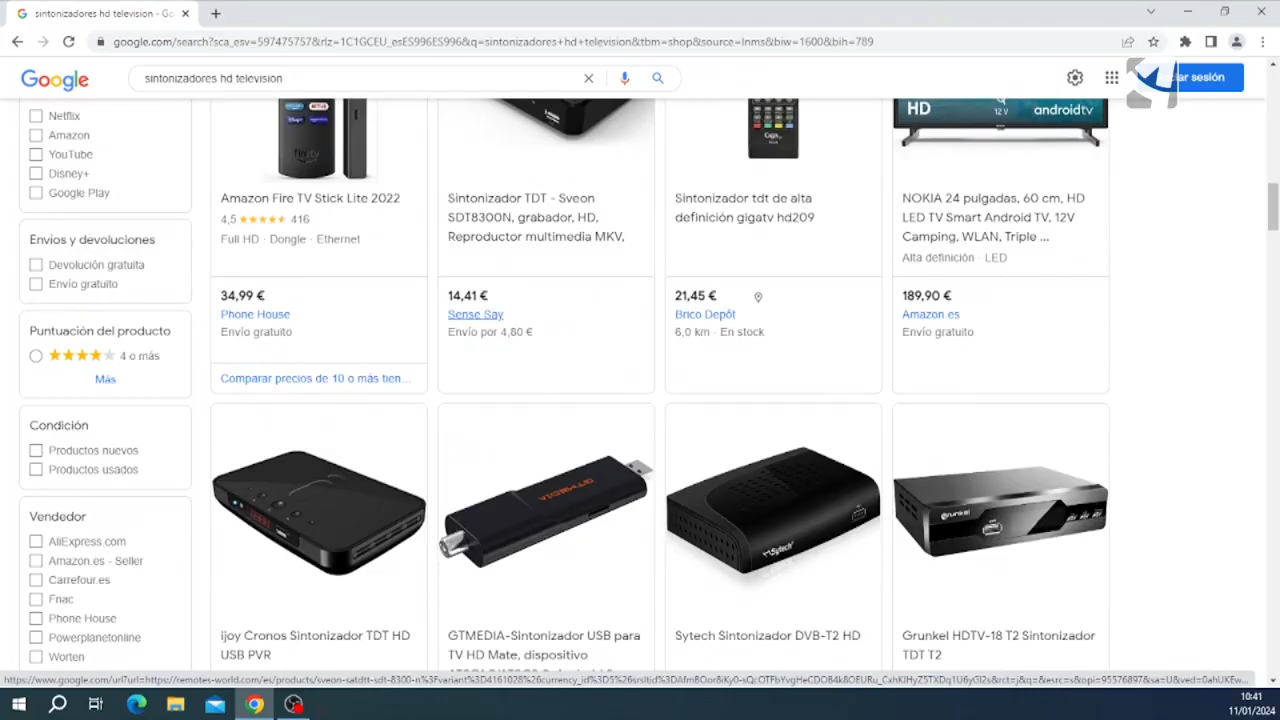 sintonizadores hd television - Go
google.com/search?sca_esv=597475757&rlz=1C1GCEU_esES996ES996&q=sintonizadores+hd+television&tbm=shop&source=lnms&biw=1600&bih=789
Google
sintonizadores hd television
iar sesión
Netflix
Amazon
YouTube
Disney+
Google Play
Envíos y devoluciones
Devolución gratuita
Envío gratuito
Puntuación del producto
4 o más
Más
Condición
Productos nuevos
Productos usados
Vendedor
AliExpress.com
Amazon.es - Seller
Carrefour.es
Fnac
Phone House
Powerplanetonline
Worten
Amazon Fire TV Stick Lite 2022
4,5 416
Full HD · Dongle · Ethernet
34,99 €
Phone House
Envío gratuito
Comparar precios de 10 o más tien...
Sintonizador TDT - Sveon
SDT8300N, grabador, HD,
Reproductor multimedia MKV,
14,41 €
Sense Say
Envío por 4,80 €
Sintonizador tdt de alta
definición gigatv hd209
21,45 €
Brico Depôt
6,0 km · En stock
HD
12 V
androidtv
NOKIA 24 pulgadas, 60 cm, HD
LED TV Smart Android TV, 12V
Camping, WLAN, Triple ...
Alta definición · LED
189,90 €
Amazon.es
Envío gratuito
ijoy Cronos Sintonizador TDT HD
USB PVR
GTMEDIA
GTMEDIA-Sintonizador USB para
TV HD Mate, dispositivo
Sytech
Sytech Sintonizador DVB-T2 HD
Grunkel
Grunkel HDTV-18 T2 Sintonizador
TDT T2
10:41
11/01/2024